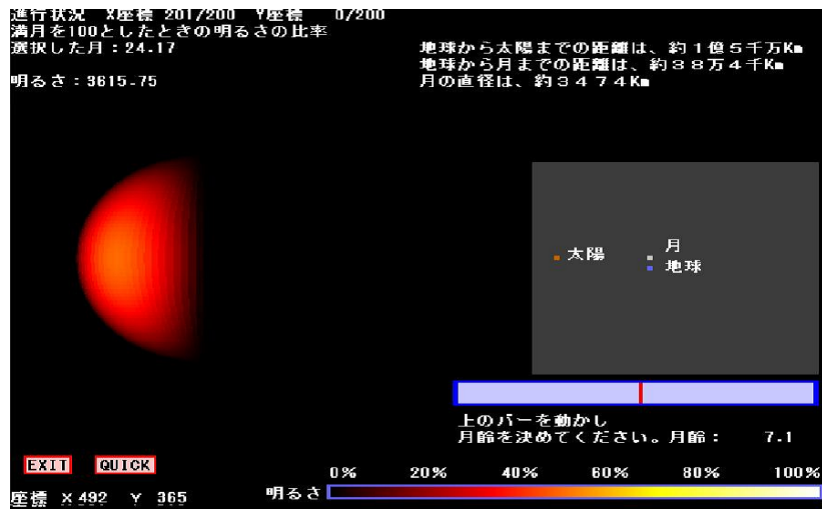 進行状況 X座標 201/200 Y座標 0/200
満月を100としたときの明るさの比率
選択した月:24.17
明るさ:3615.75
地球から太陽までの距離は、約1億5千万Km
地球から月までの距離は、約38万4千Km
月の直径は、約3474Km
太陽
月
地球
上のバーを動かし
月齢を決めてください。月齢: 7.1
EXIT QUICK
0% 20% 40% 60% 80% 100%
明るさ
座標 X 492 Y 365